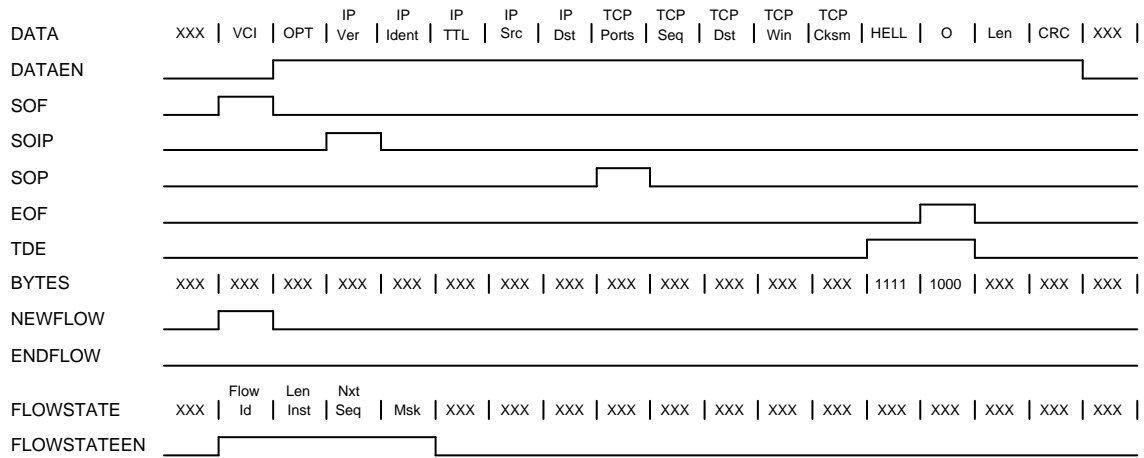 IP IP IP IP IP TCP TCP TCP TCP TCP
DATA XXX VCI OPT Ver Ident TTL Src Dst Ports Seq Dst Win Cksm HELL O Len CRC XXX
DATAEN
SOF
SOIP
SOP
EOF
TDE
BYTES XXX XXX XXX XXX XXX XXX XXX XXX XXX XXX XXX XXX XXX 1111 1000 XXX XXX XXX
NEWFLOW
ENDFLOW
Flow Len Nxt
FLOWSTATE XXX Id Inst Seq Msk XXX XXX XXX XXX XXX XXX XXX XXX XXX XXX XXX XXX XXX
FLOWSTATEEN